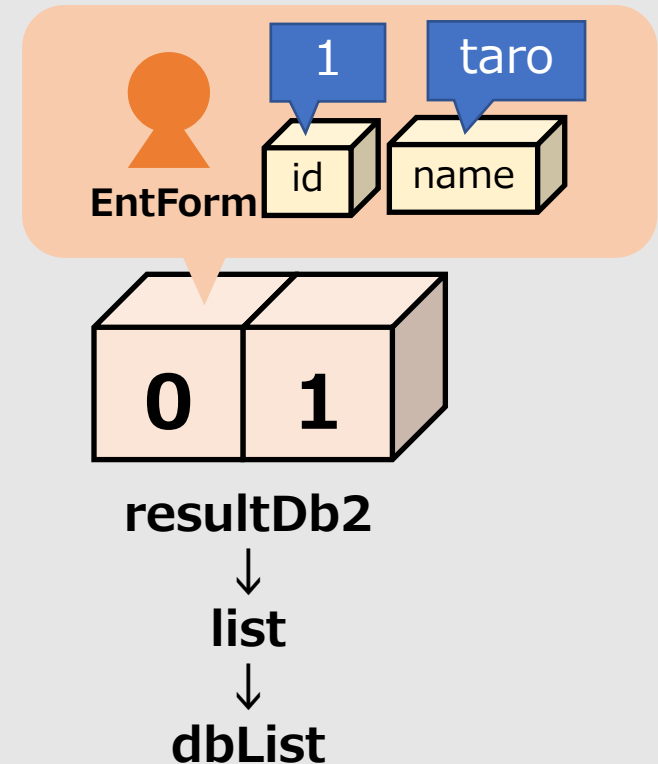 1
taro
id
name
EntForm
0
1
resultDb2
↓
list
↓
dbList